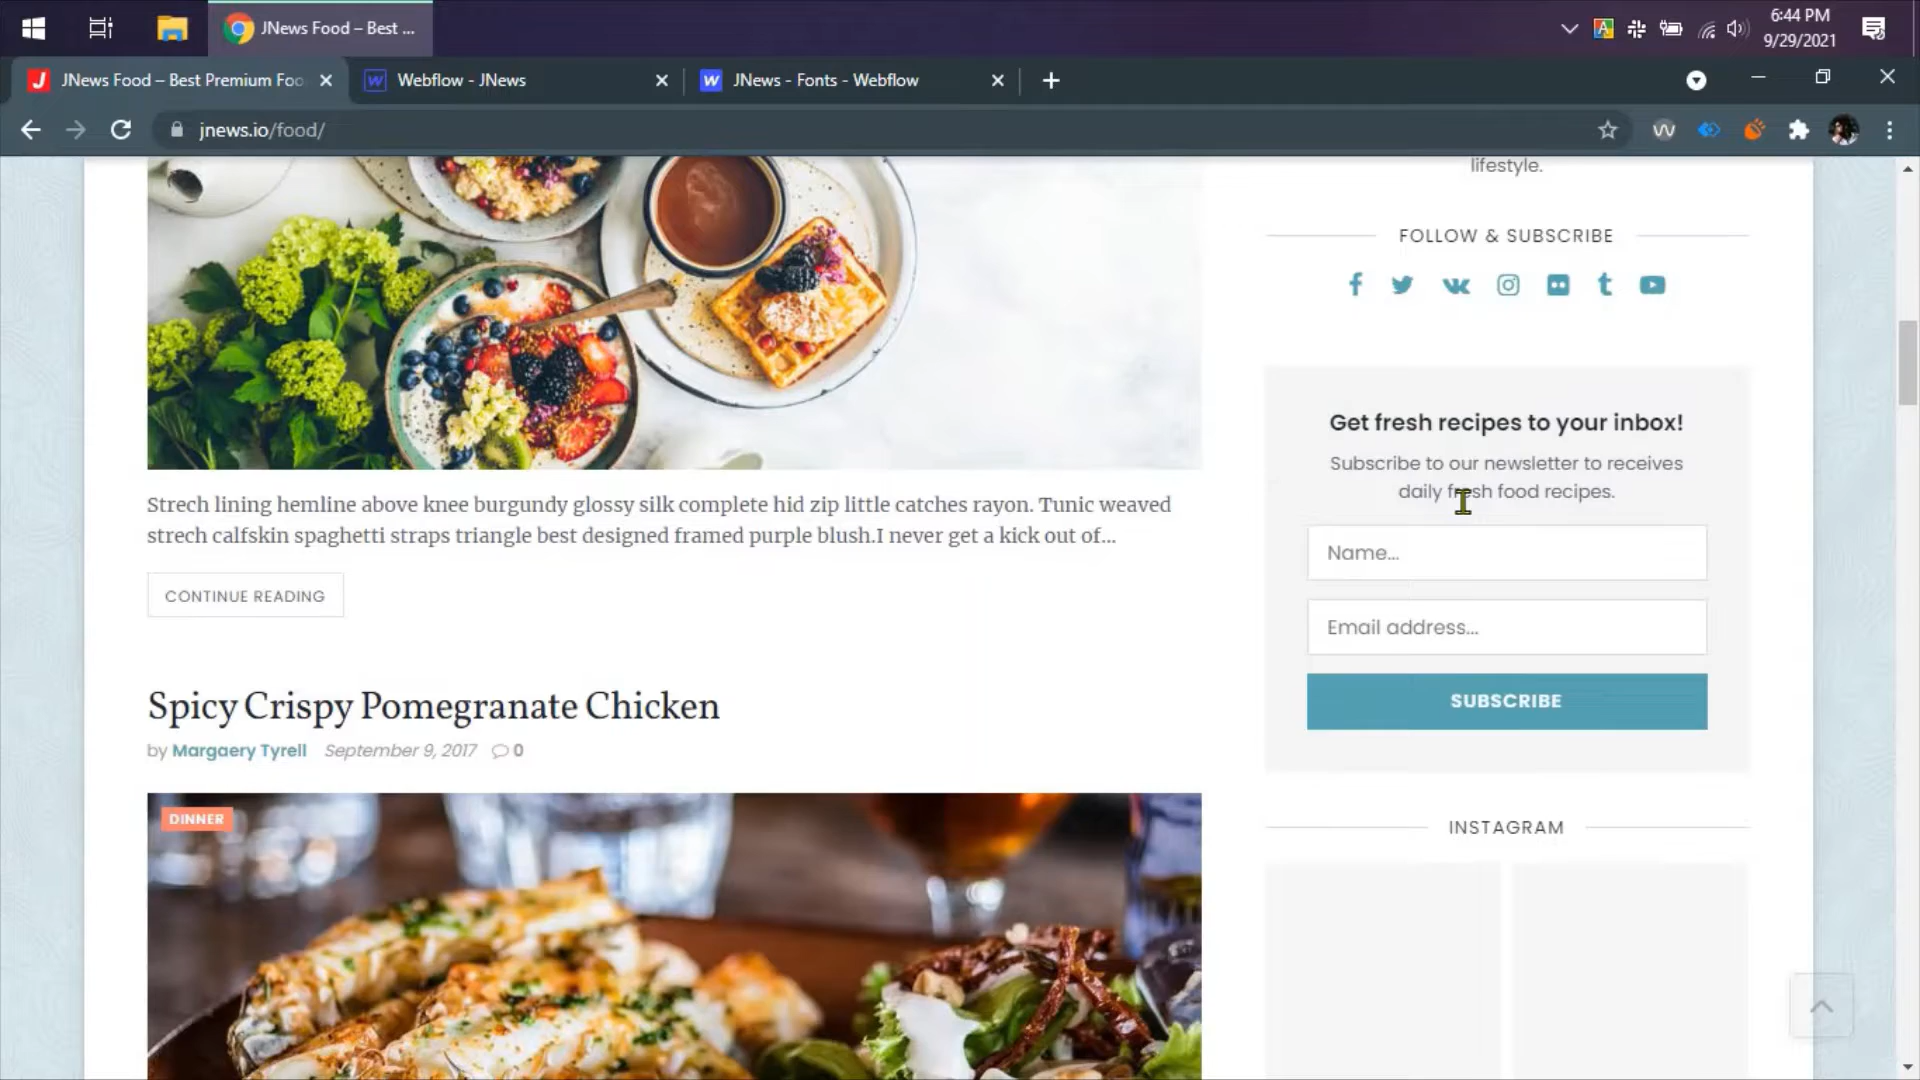 JNews Food – Best ...
6:44 PM
9/29/2021
JNews Food – Best Premium Foo
Webflow - JNews
JNews - Fonts - Webflow
jnews.io/food/
lifestyle.
FOLLOW & SUBSCRIBE
Get fresh recipes to your inbox!
Subscribe to our newsletter to receives
daily fresh food recipes.
Name...
Email address...
SUBSCRIBE
INSTAGRAM
Strech lining hemline above knee burgundy glossy silk complete hid zip little catches rayon. Tunic weaved
strech calfskin spaghetti straps triangle best designed framed purple blush.I never get a kick out of...
CONTINUE READING
Spicy Crispy Pomegranate Chicken
by Margaery Tyrell September 9, 2017 0
DINNER